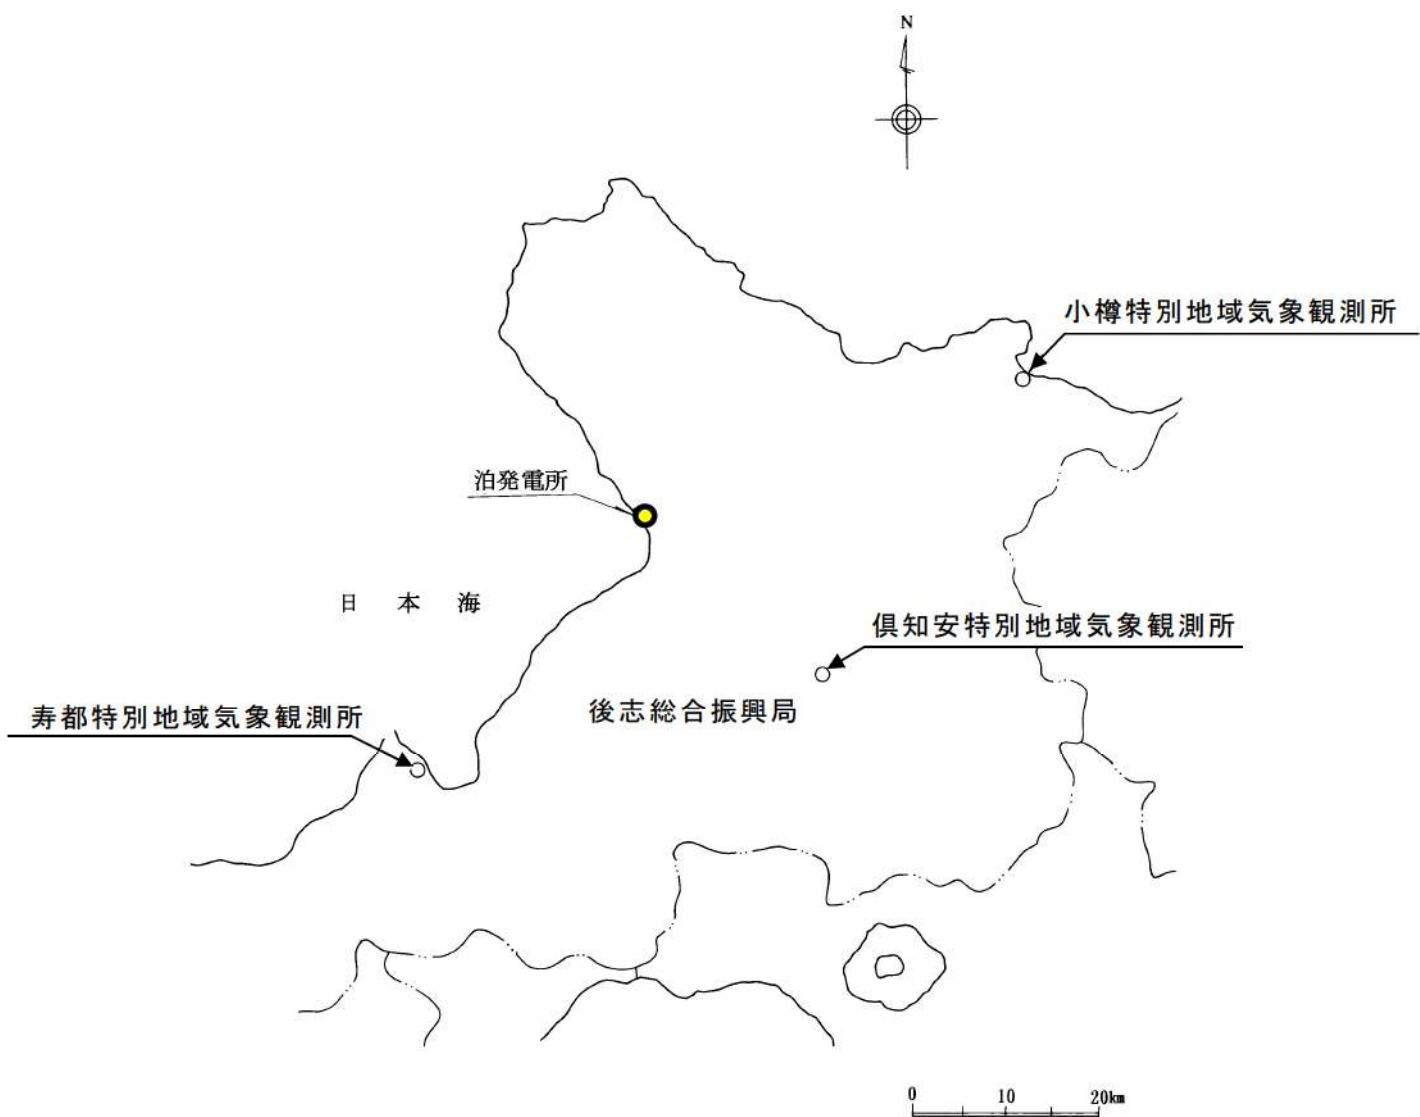 N
小樽特別地域気象観測所
泊発電所
日本海
倶知安特別地域気象観測所
後志総合振興局
寿都特別地域気象観測所
0 10 20km